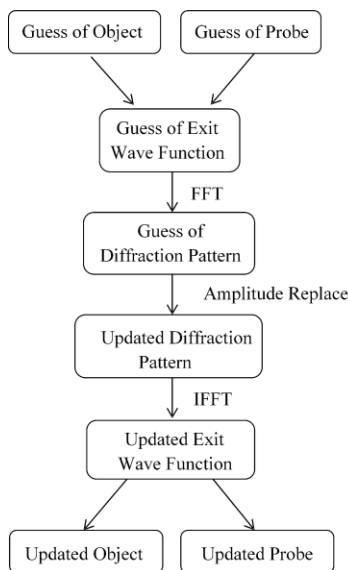 Guess of Object
Guess of Probe
Guess of Exit
Wave Function
FFT
Guess of
Diffraction Pattern
Amplitude Replace
Updated Diffraction
Pattern
IFFT
Updated Exit
Wave Function
Updated Object
Updated Probe